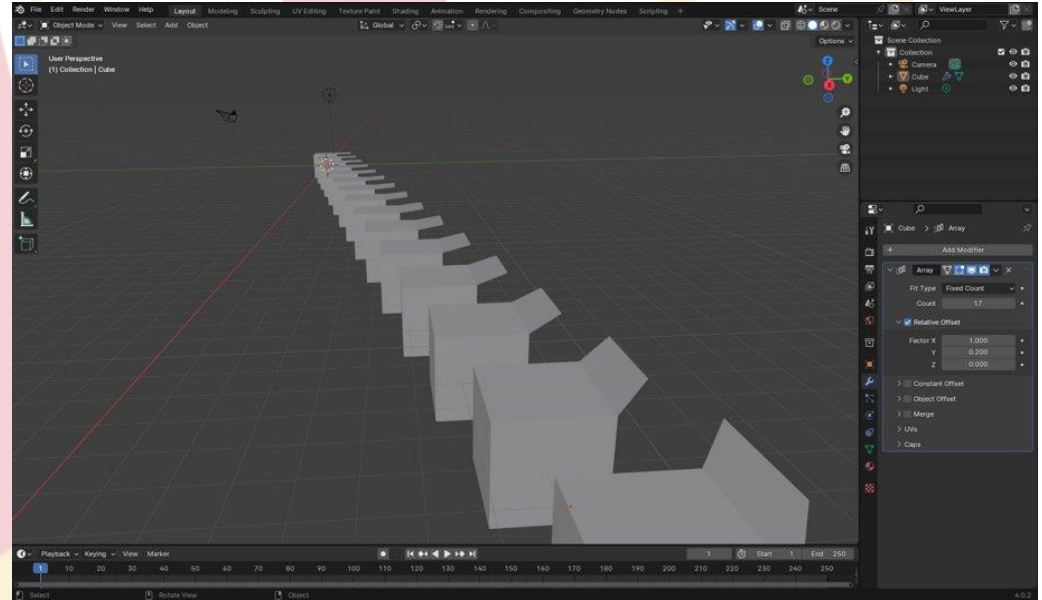 File Edit Render Window Help Layout Modeling Sculpting UV Editing Texture Paint Shading Animation Rendering Compositing Geometry Nodes Scripting + Scene ViewLayer
Object Mode View Select Add Object Global
Options
User Perspective
(1) Collection | Cube
Z
Y
X
Scene Collection
Collection
Camera
Cube
Light
Cube > Array
+ Add Modifier
Array
Fit Type Fixed Count
Count 17
Relative Offset
Factor X 1.000
Y 0.200
Z 0.000
Constant Offset
Object Offset
Merge
UVs
Caps
Playback Keying View Marker 1 Start 1 End 250
1 10 20 30 40 50 60 70 80 90 100 110 120 130 140 150 160 170 180 190 200 210 220 230 240 250
Select Rotate View Object 4.0.2